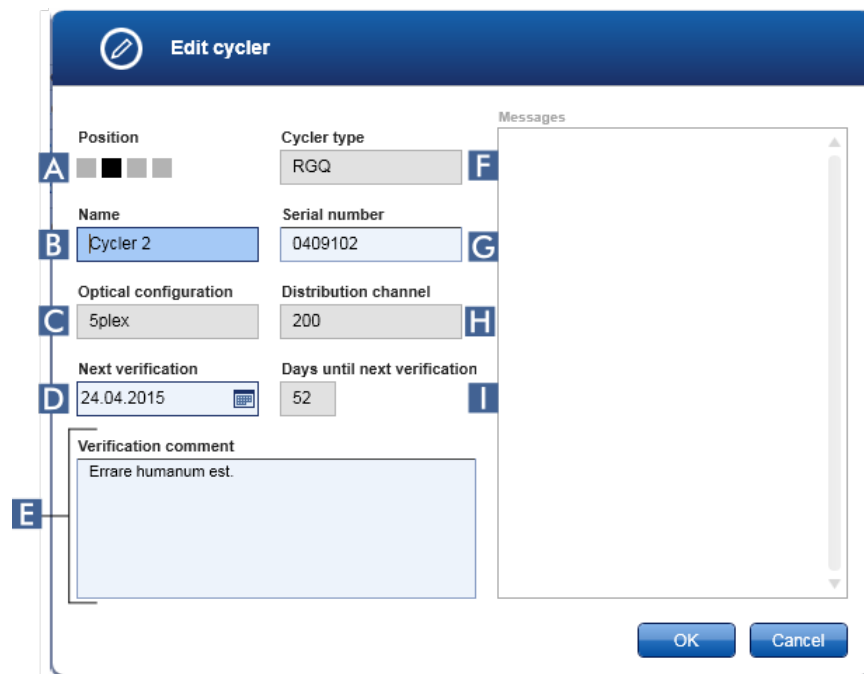 Edit cycler
Messages
Position
Cycler type
A
RGQ
F
Name
Serial number
B
Cycler 2
0409102
G
Optical configuration
Distribution channel
C
5plex
200
H
Next verification
Days until next verification
D
24.04.2015
52
I
Verification comment
Errare humanum est.
E
OK
Cancel